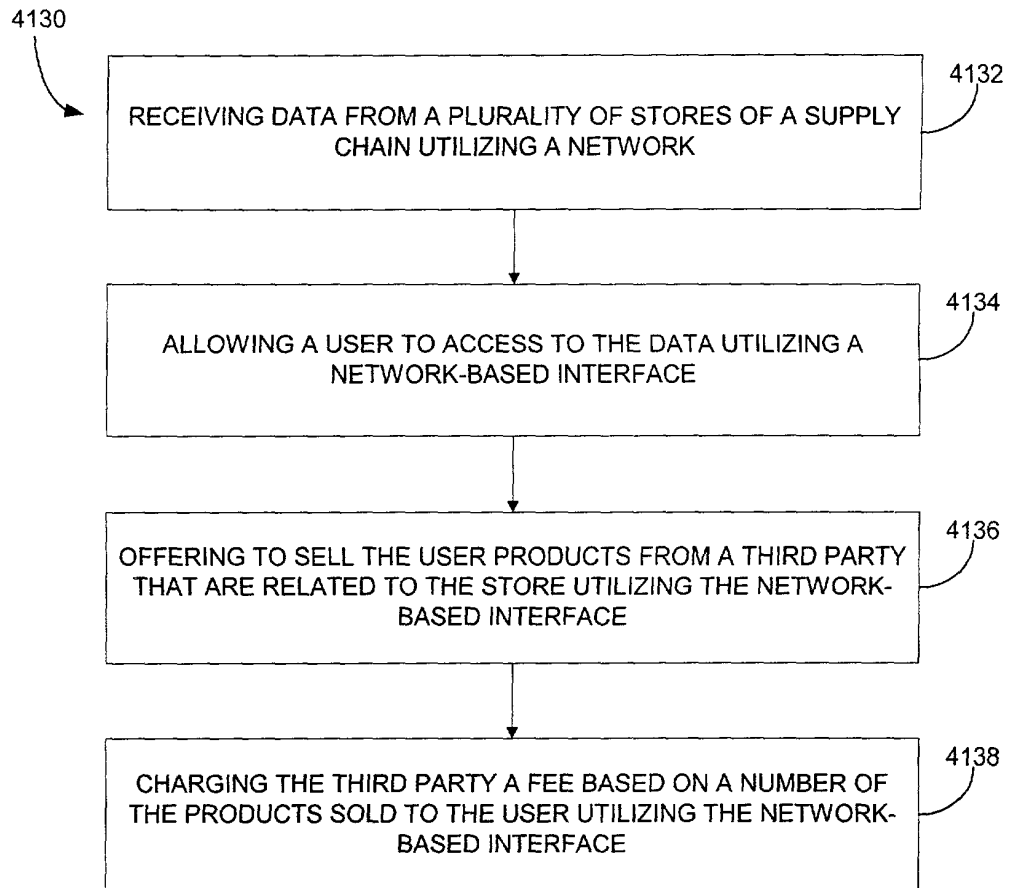 4130
4132
RECEIVING DATA FROM A PLURALITY OF STORES OF A SUPPLY
CHAIN UTILIZING A NETWORK
4134
ALLOWING A USER TO ACCESS TO THE DATA UTILIZING A
NETWORK-BASED INTERFACE
4136
OFFERING TO SELL THE USER PRODUCTS FROM A THIRD PARTY
THAT ARE RELATED TO THE STORE UTILIZING THE NETWORK-
BASED INTERFACE
4138
CHARGING THE THIRD PARTY A FEE BASED ON A NUMBER OF
THE PRODUCTS SOLD TO THE USER UTILIZING THE NETWORK-
BASED INTERFACE